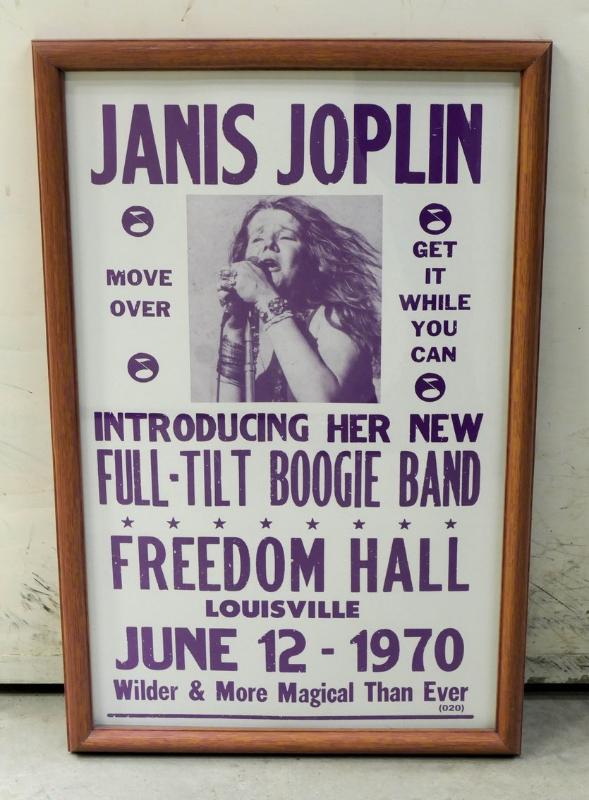 JANIS JOPLIN
MOVE
OVER
GET
IT
WHILE
YOU
CAN
INTRODUCING HER NEW
FULL-TILT BOOGIE BAND
FREEDOM HALL
LOUISVILLE
JUNE 12 - 1970
Wilder & More Magical Than Ever
(020)